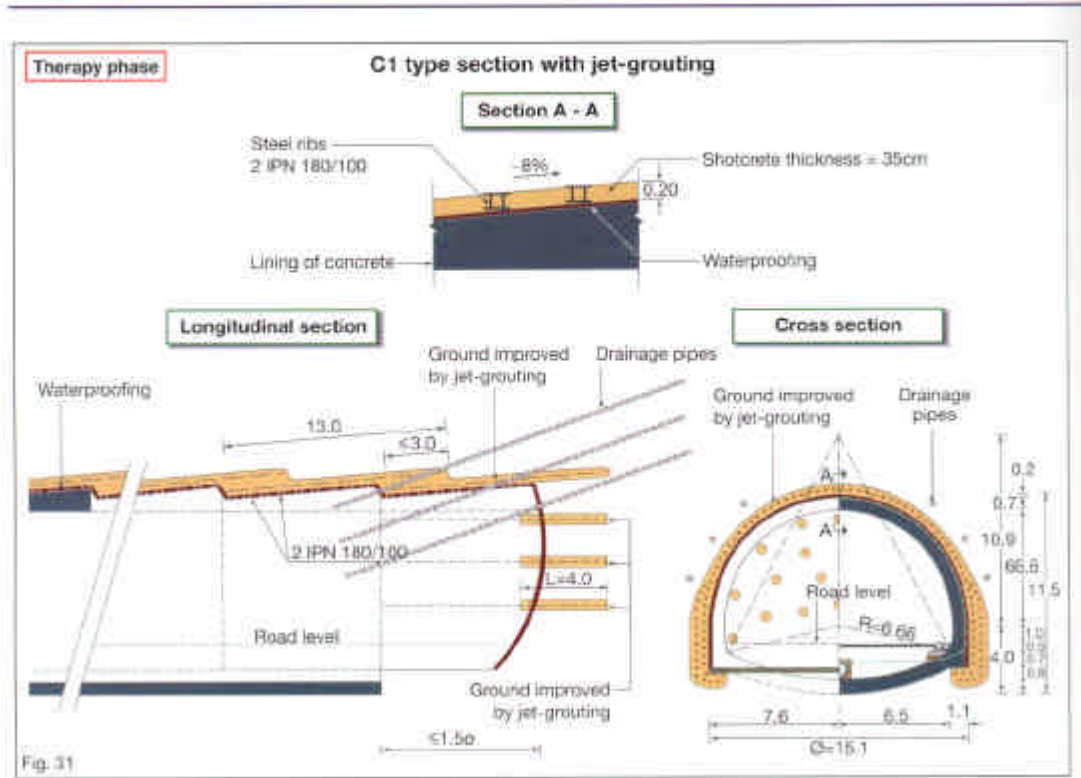 Therapy phase
C1 type section with jet-grouting
Section A - A
Steel ribs
2 IPN 180/100
-8%
Shotcrete thickness = 35cm
0.20
Lining of concrete
Waterproofing
Longitudinal section
Cross section
Waterproofing
Ground improved
by jet-grouting
Drainage pipes
13.0
≤3.0
2 IPN 180/100
L=4.0
Road level
Ground improved
by jet-grouting
≤1.5ø
Ground improved
by jet-grouting
Drainage
pipes
A
A
0.2
0.7
10.9
11.5
Road level
R=6.66
4.0
7.6
6.5
1.1
Ø=15.1
Fig. 31